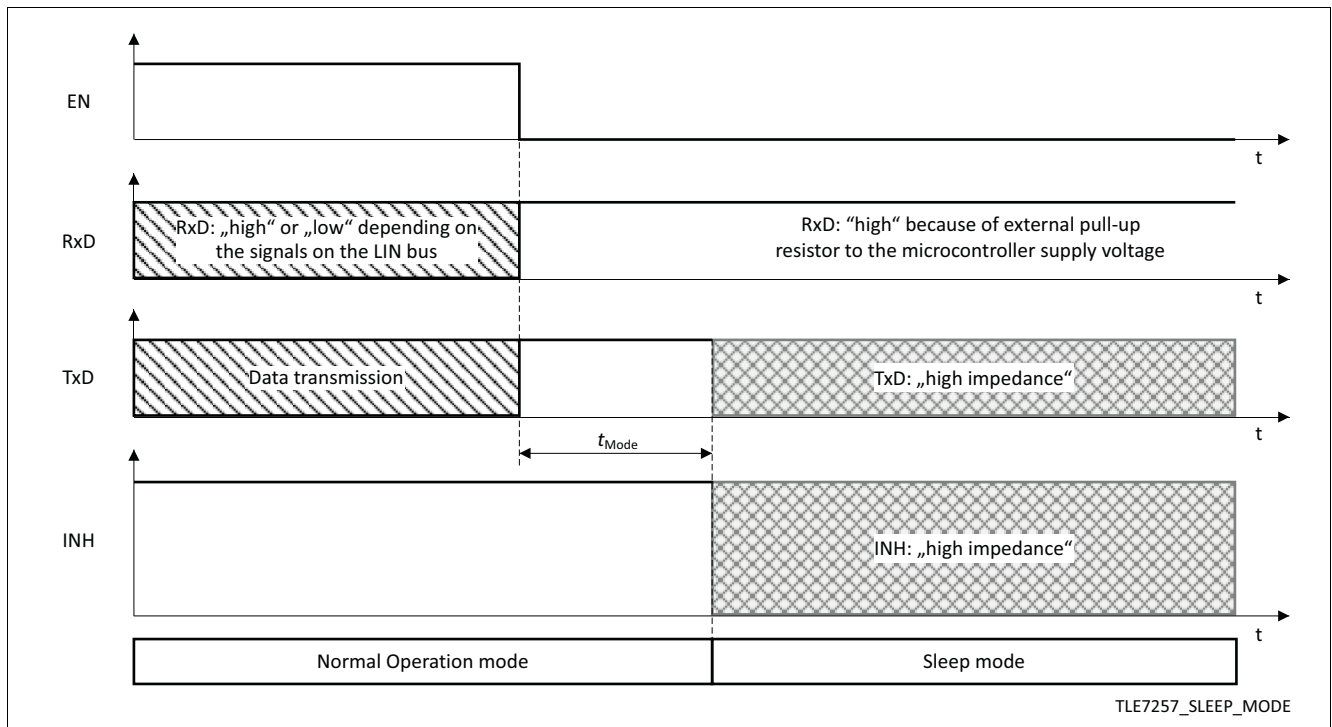 EN
t
RxD
RxD: „high“ or „low“ depending on
the signals on the LIN bus
RxD: “high“ because of external pull-up
resistor to the microcontroller supply voltage
t
TxD
Data transmission
TxD: „high impedance“
t
tMode
INH
INH: „high impedance“
t
Normal Operation mode
Sleep mode
TLE7257_SLEEP_MODE